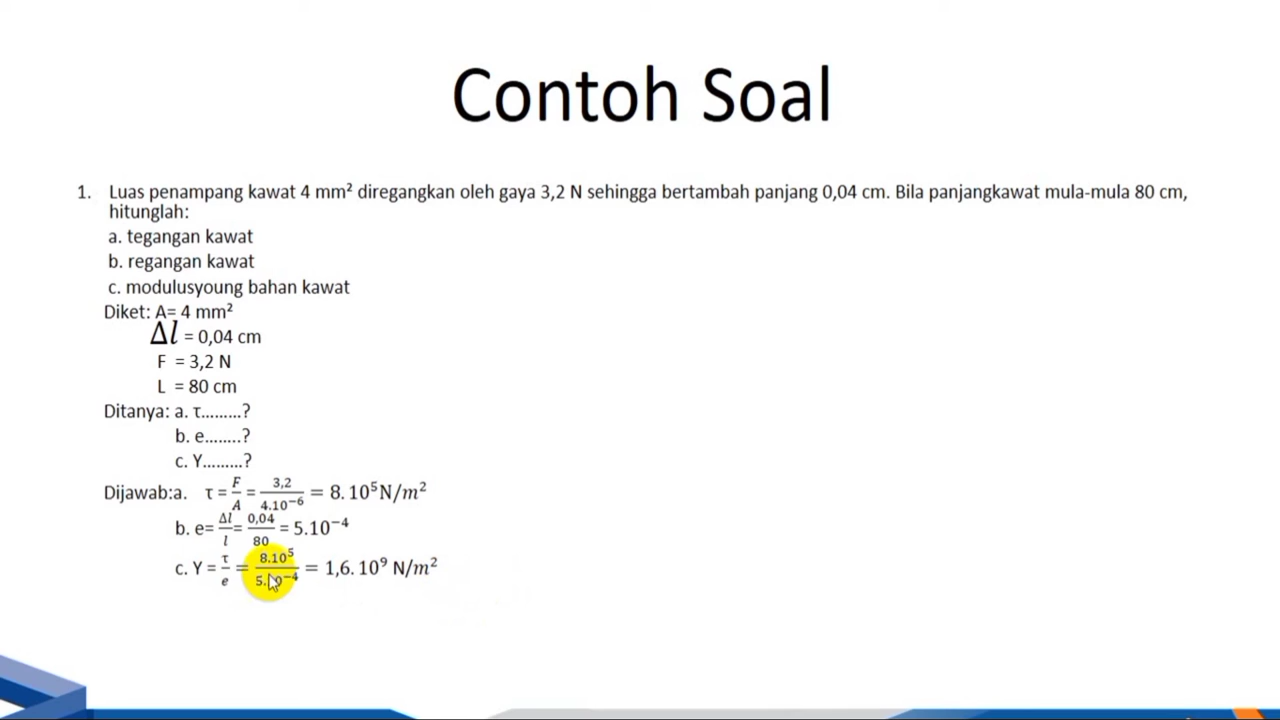 Contoh Soal
1. Luas penampang kawat 4 mm² diregangkan oleh gaya 3,2 N sehingga bertambah panjang 0,04 cm. Bila panjangkawat mula-mula 80 cm,
hitunglah:
a. tegangan kawat
b. regangan kawat
c. modulusyoung bahan kawat
Diket: A= 4 mm²
Δl = 0,04 cm
F = 3,2 N
L = 80 cm
Ditanya: a. τ.........?
b. e........?
c. Y.........?
Dijawab:a. τ = F/A = 3,2/4.10⁻⁶ = 8. 10⁵N/m²
b. e= Δl/l = 0,04/80 = 5.10⁻⁴
c. Y = τ/e = 8.10⁵/5.10⁻⁴ = 1,6. 10⁹ N/m²